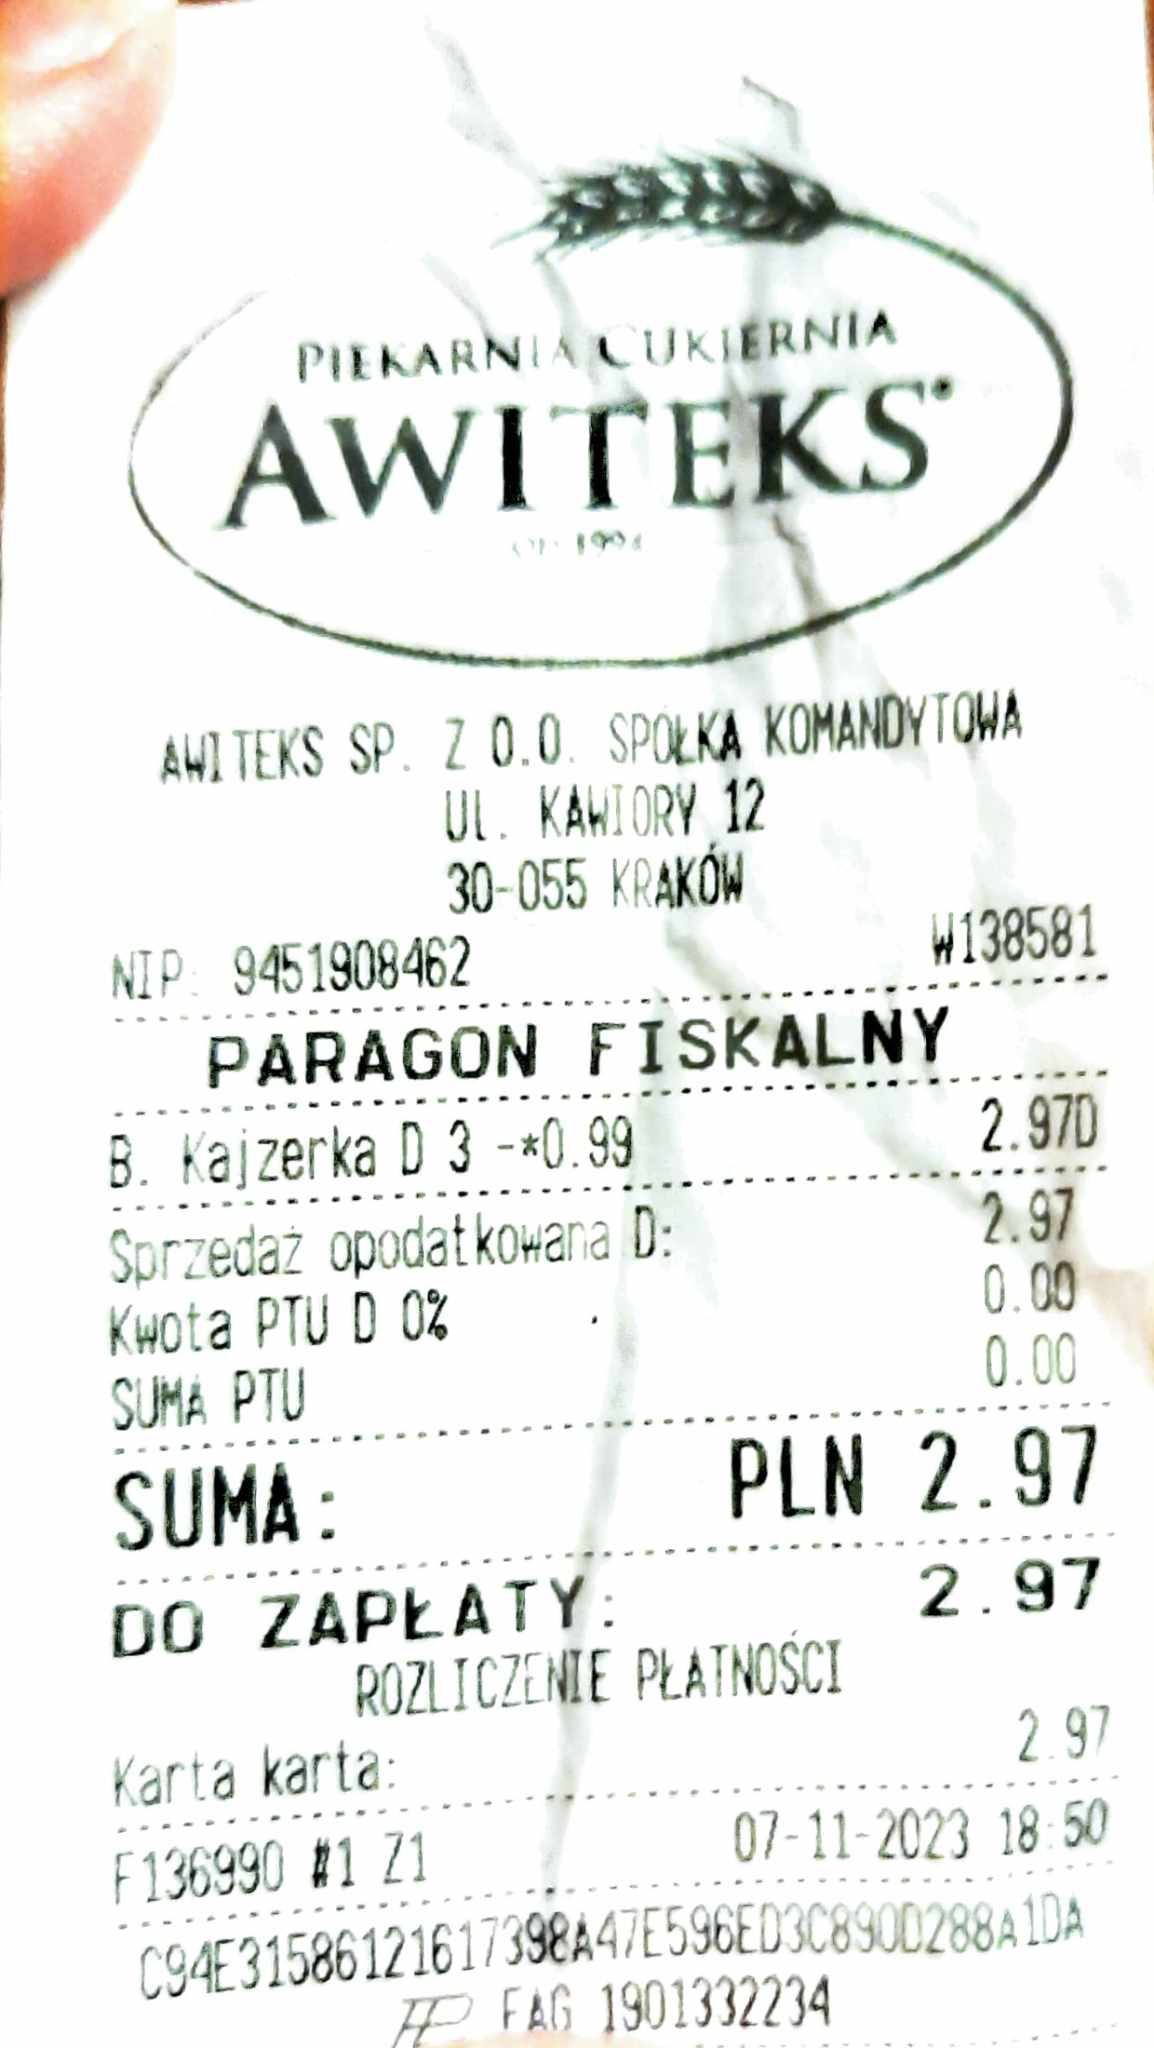 PIEKARNIA CUKIERNIA
AWITEKS®
OD 1994
AWITEKS SP. Z O.O. SPÓŁKA KOMANDYTOWA
Ul. KAWIORY 12
30-055 KRAKÓW
NIP: 9451908462 W138581
PARAGON FISKALNY
B. Kajzerka D 3 -*0.99 2.97D
Sprzedaż opodatkowana D: 2.97
Kwota PTU D 0% 0.00
SUMA PTU 0.00
SUMA: PLN 2.97
DO ZAPŁATY: 2.97
ROZLICZENIE PŁATNOŚCI
Karta karta: 2.97
F136990 #1 Z1 07-11-2023 18:50
C94E31586121617398A47E596ED3C890D288A1DA
FAG 1901332234